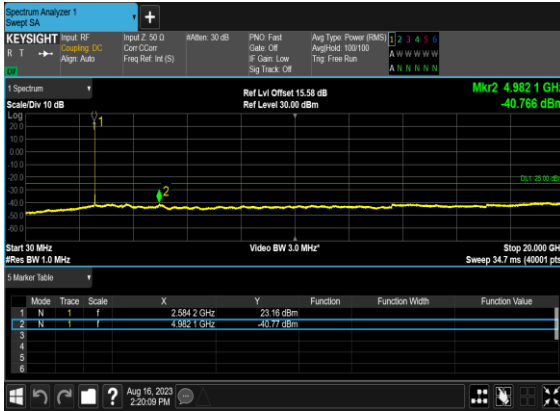 Spectrum Analyzer 1
Swept SA
KEYSIGHT Input: RF Input Z: 50 Ω #Atten: 30 dB PNO: Fast Avg Type: Power (RMS) 1 2 3 4 5 6
R T Coupling: DC Corr CCorr Gate: Off Avg|Hold: 100/100 A W W W W W
Align: Auto Freq Ref: Int (S) IF Gain: Low Trig: Free Run
Sig Track: Off A N N N N N
1 Spectrum Ref Lvl Offset 15.58 dB Mkr2 4.982 1 GHz
Scale/Div 10 dB Ref Level 30.00 dBm -40.766 dBm
Log
20.0
10.0
0.00
-10.0
-20.0
-30.0
-40.0
-50.0
-60.0
1
2
Start 30 MHz Video BW 3.0 MHz* Stop 20.000 GHz
#Res BW 1.0 MHz Sweep 34.7 ms (40001 pts)
5 Marker Table
Mode Trace Scale X Y Function Function Width Function Value
1 N 1 f 2.584 2 GHz 23.16 dBm
2 N 1 f 4.982 1 GHz -40.77 dBm
3
4
5
6
Aug 16, 2023
2:20:09 PM